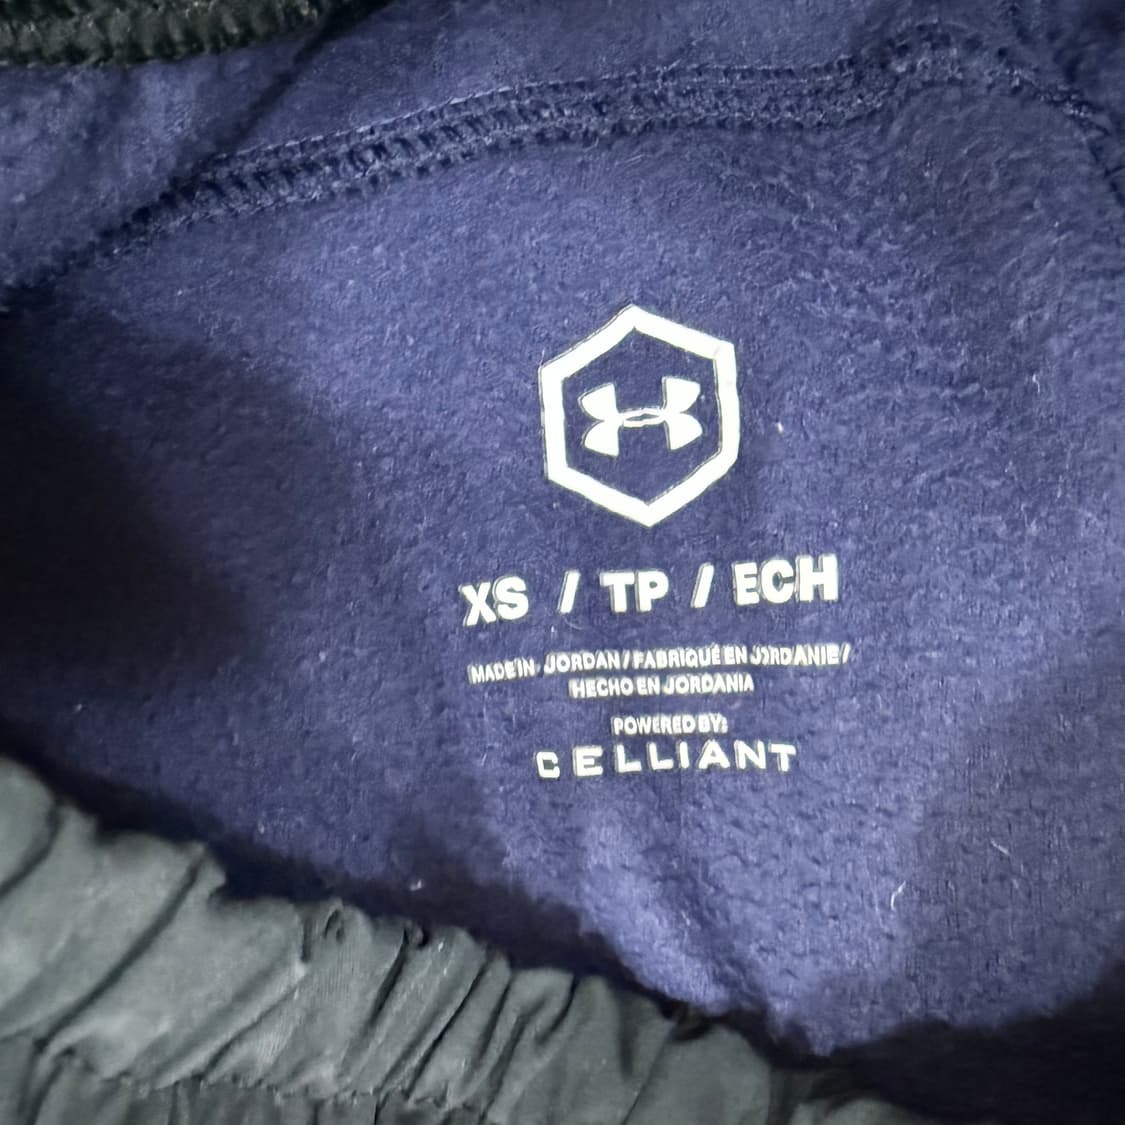 XS / TP / ECH
MADE IN JORDAN / FABRIQUÉ EN JORDANIE /
HECHO EN JORDANIA
POWERED BY:
CELLIANT